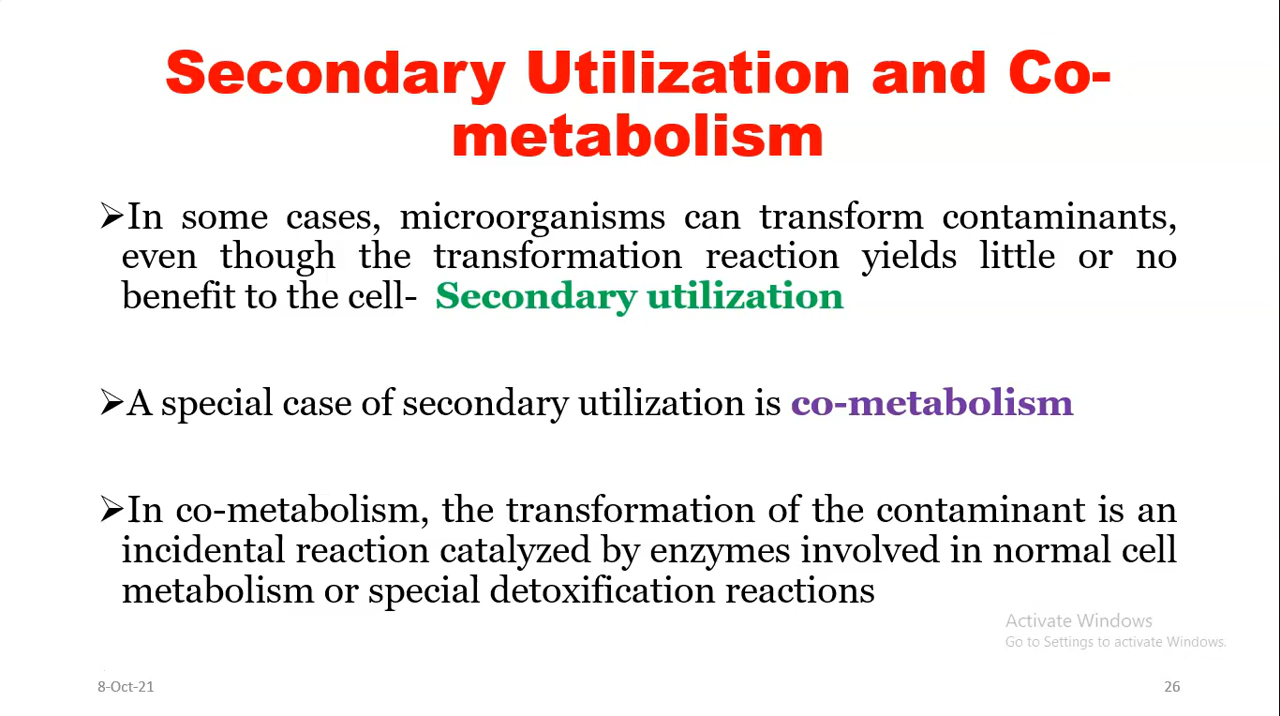 Secondary Utilization and Co-
metabolism
➢In some cases, microorganisms can transform contaminants,
even though the transformation reaction yields little or no
benefit to the cell- Secondary utilization
➢A special case of secondary utilization is co-metabolism
➢In co-metabolism, the transformation of the contaminant is an
incidental reaction catalyzed by enzymes involved in normal cell
metabolism or special detoxification reactions
Activate Windows
Go to Settings to activate Windows.
8-Oct-21
26